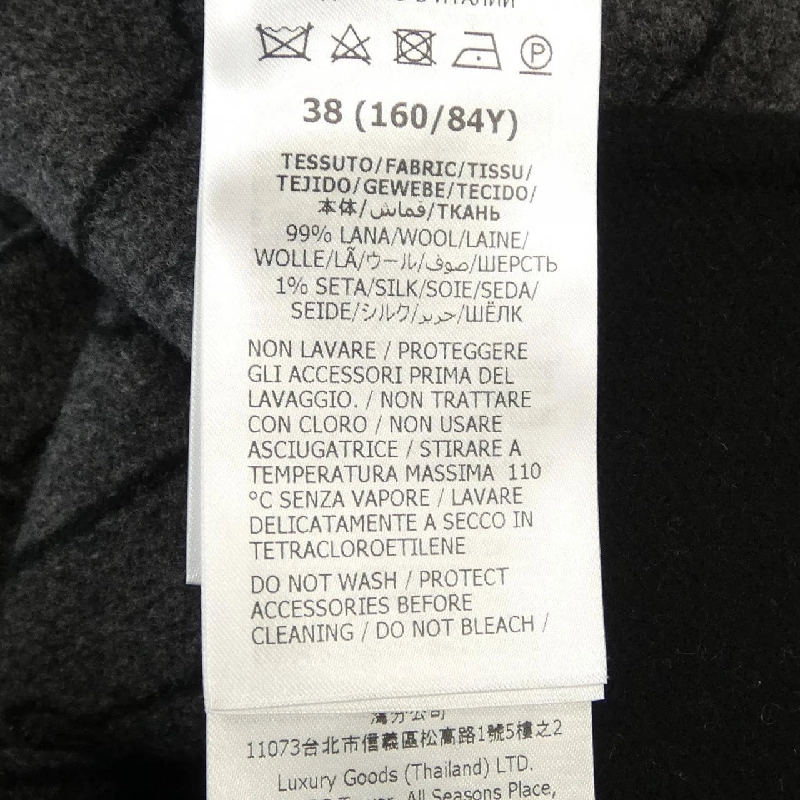 38 (160/84Y)
TESSUTO/FABRIC/TISSU/
TEJIDO/GEWEBE/TECIDO/
本体/قماش/ТКАНЬ
99% LANA/WOOL/LAINE/
WOLLE/LÃ/ウール/صوف/ШЕРСТЬ
1% SETA/SILK/SOIE/SEDA/
SEIDE/シルク/حرير/ШЁЛК
NON LAVARE / PROTEGGERE
GLI ACCESSORI PRIMA DEL
LAVAGGIO. / NON TRATTARE
CON CLORO / NON USARE
ASCIUGATRICE / STIRARE A
TEMPERATURA MASSIMA 110
°C SENZA VAPORE / LAVARE
DELICATAMENTE A SECCO IN
TETRACLOROETILENE
DO NOT WASH / PROTECT
ACCESSORIES BEFORE
CLEANING / DO NOT BLEACH /
11073台北市信義區松高路1號5樓之2
Luxury Goods (Thailand) LTD.
All Seasons Place,